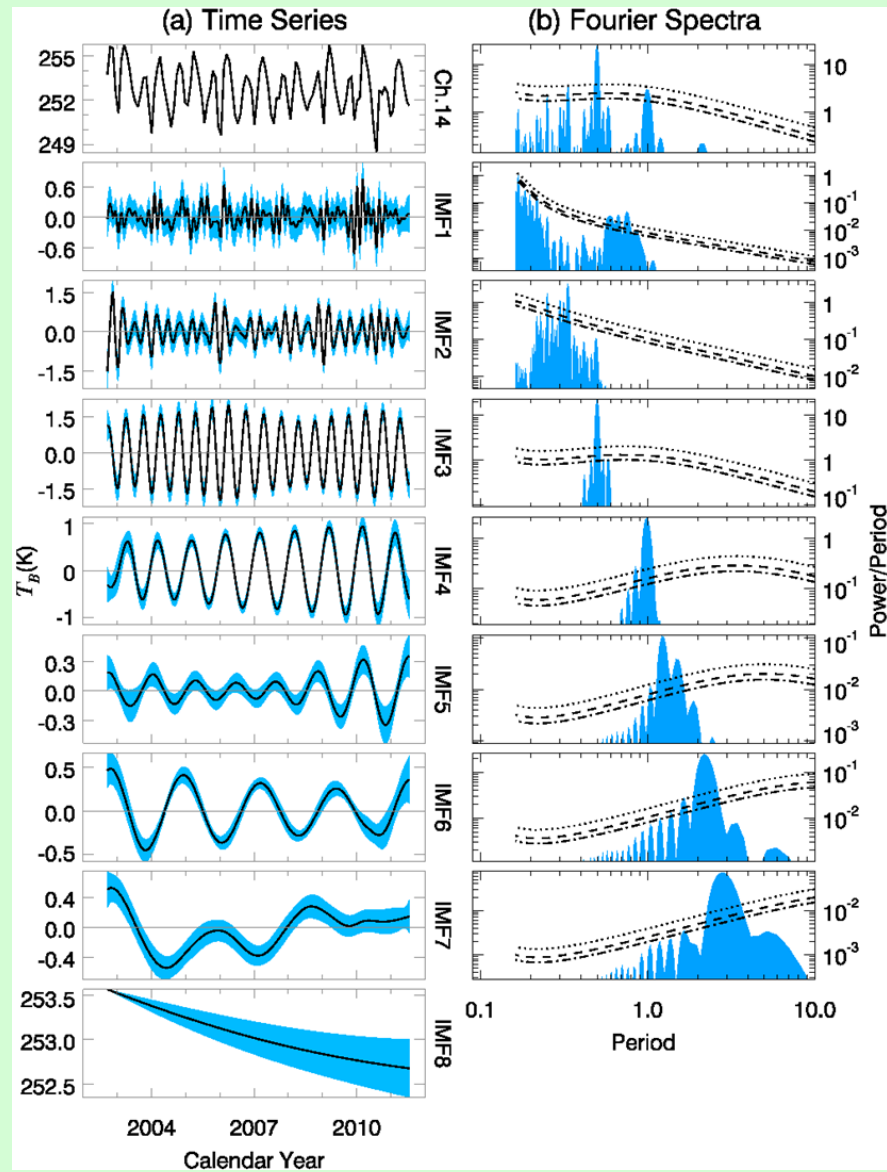 (a) Time Series
(b) Fourier Spectra
255
252
249
Ch.14
10
1
0.6
0.0
-0.6
IMF1
1
10-1
10-2
10-3
1.5
0.0
-1.5
IMF2
1
10-1
10-2
1.5
0.0
-1.5
IMF3
10
1
10-1
1
0
-1
IMF4
1
10-1
0.3
0.0
-0.3
IMF5
10-1
10-2
10-3
0.5
0.0
-0.5
IMF6
10-1
10-2
0.4
0.0
-0.4
IMF7
10-2
10-3
253.5
253.0
252.5
IMF8
TB(K)
Power/Period
0.1 1.0 10.0
Period
2004 2007 2010
Calendar Year